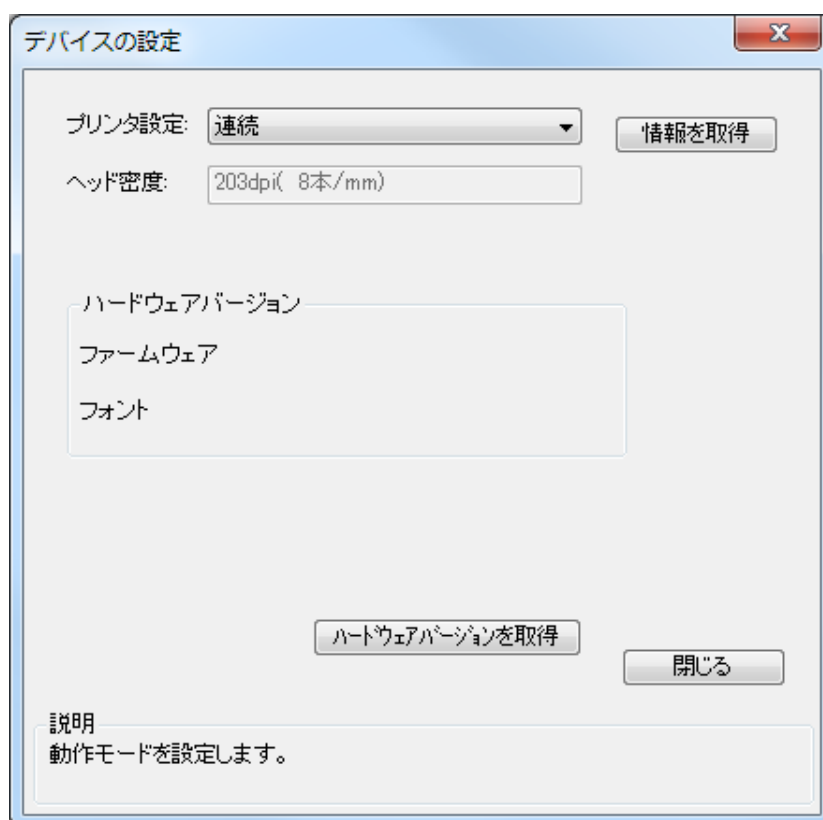 デバイスの設定
プリンタ設定: 連続 情報を取得
ヘッド密度: 203dpi( 8本/mm)
ハードウェアバージョン
ファームウェア
フォント
ﾊｰﾄﾞｳｪｱﾊﾞｰｼﾞｮﾝを取得
閉じる
説明
動作モードを設定します。